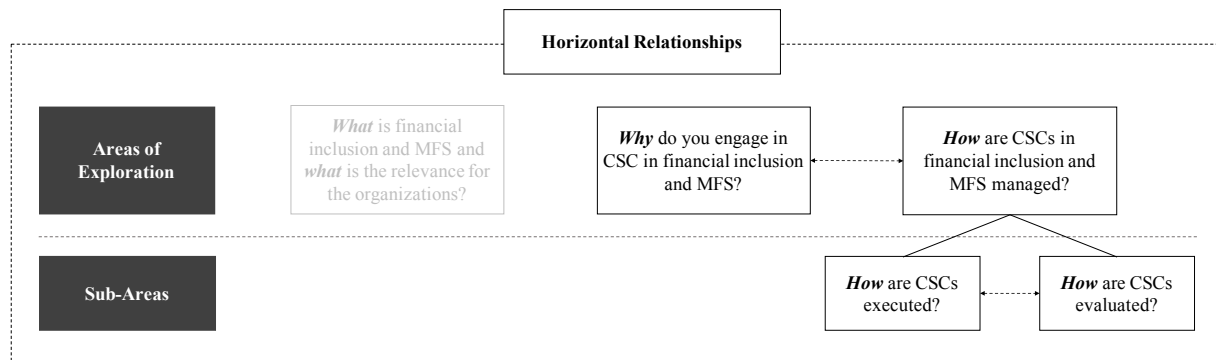 Horizontal Relationships
Areas of
Exploration
What is financial
inclusion and MFS and
what is the relevance for
the organizations?
Why do you engage in
CSC in financial inclusion
and MFS?
How are CSCs in
financial inclusion and
MFS managed?
Sub-Areas
How are CSCs
executed?
How are CSCs
evaluated?